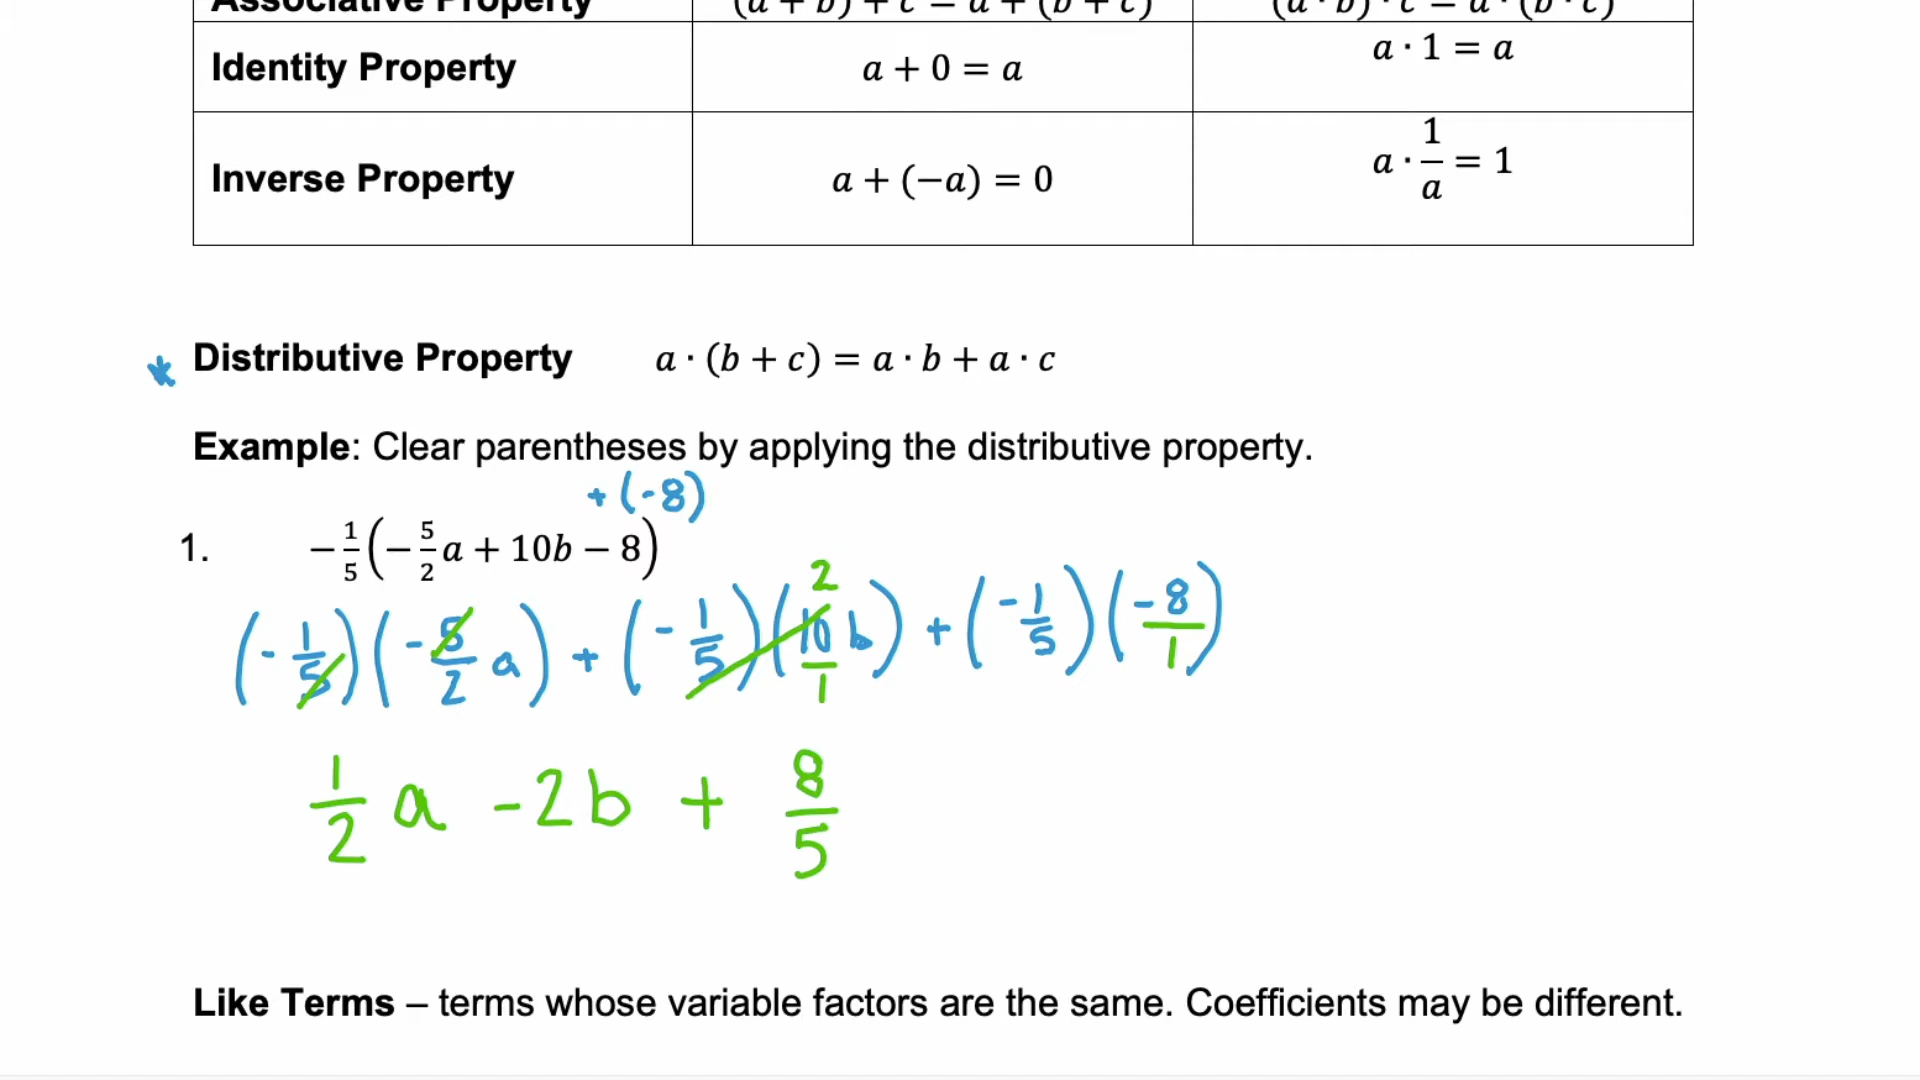 Associative Property (a + b) + c = a + (b + c) (a · b) · c = a · (b · c)
Identity Property a + 0 = a a · 1 = a
Inverse Property a + (−a) = 0 a · 1/a = 1
* Distributive Property a · (b + c) = a · b + a · c
Example: Clear parentheses by applying the distributive property.
+ (-8)
1. −1/5(−5/2 a + 10b − 8)
(-1/5)(-5/2 a) + (-1/5)(10/1 b) + (-1/5)(-8/1)
2
1/2 a - 2b + 8/5
Like Terms – terms whose variable factors are the same. Coefficients may be different.